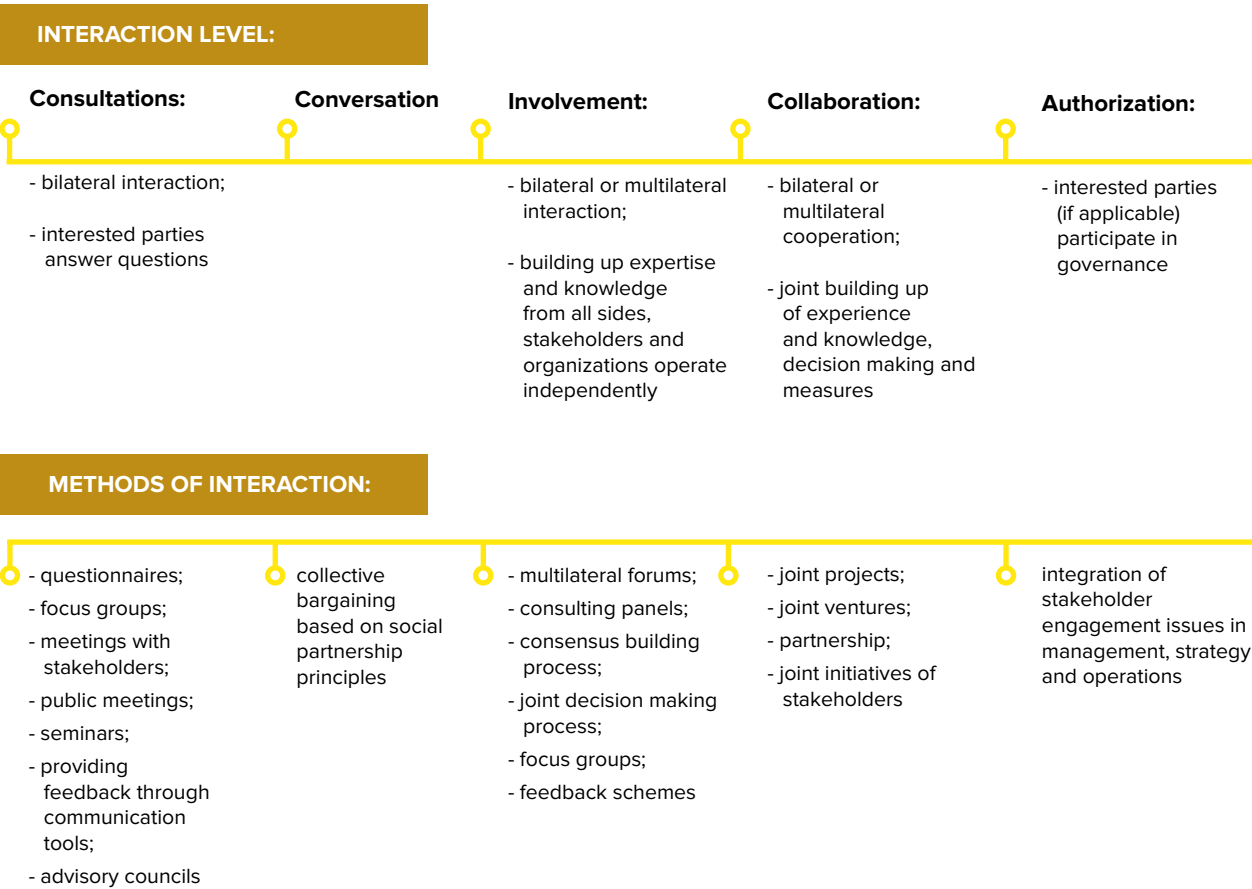 INTERACTION LEVEL:
Consultations:
- bilateral interaction;
- interested parties
answer questions
Conversation
Involvement:
- bilateral or multilateral
interaction;
- building up expertise
and knowledge
from all sides,
stakeholders and
organizations operate
independently
Collaboration:
- bilateral or
multilateral
cooperation;
- joint building up
of experience
and knowledge,
decision making and
measures
Authorization:
- interested parties
(if applicable)
participate in
governance
METHODS OF INTERACTION:
- questionnaires;
- focus groups;
- meetings with
stakeholders;
- public meetings;
- seminars;
- providing
feedback through
communication
tools;
- advisory councils
collective
bargaining
based on social
partnership
principles
- multilateral forums;
- consulting panels;
- consensus building
process;
- joint decision making
process;
- focus groups;
- feedback schemes
- joint projects;
- joint ventures;
- partnership;
- joint initiatives of
stakeholders
integration of
stakeholder
engagement issues in
management, strategy
and operations